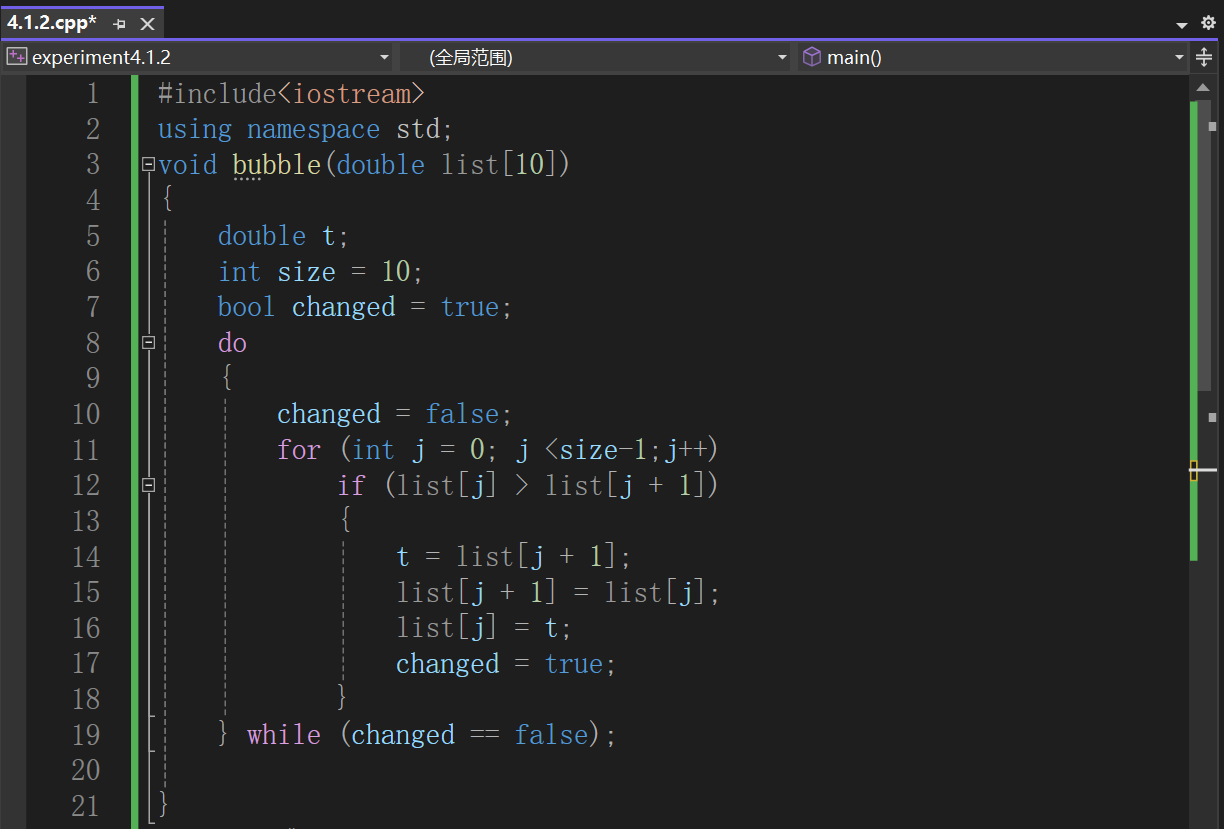 4.1.2.cpp*
experiment4.1.2 (全局范围) main()
1 #include<iostream>
2 using namespace std;
3 void bubble(double list[10])
4 {
5 double t;
6 int size = 10;
7 bool changed = true;
8 do
9 {
10 changed = false;
11 for (int j = 0; j <size-1;j++)
12 if (list[j] > list[j + 1])
13 {
14 t = list[j + 1];
15 list[j + 1] = list[j];
16 list[j] = t;
17 changed = true;
18 }
19 } while (changed == false);
20
21 }